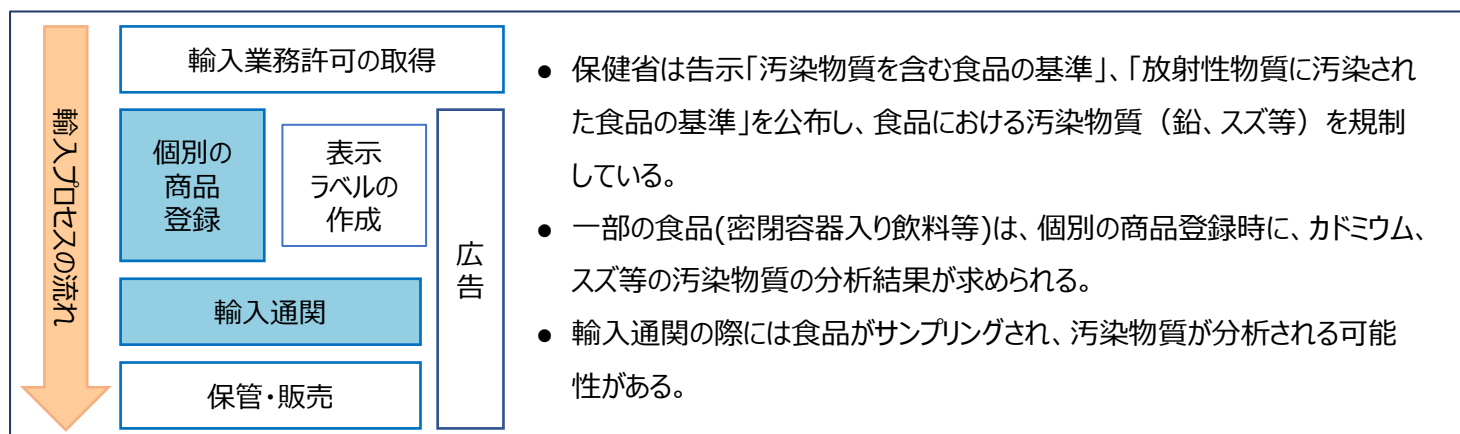 輸入プロセスの流れ
輸入業務許可の取得
個別の
商品
登録
表示
ラベルの
作成
広
告
輸入通関
保管・販売
● 保健省は告示「汚染物質を含む食品の基準」、「放射性物質に汚染され
た食品の基準」を公布し、食品における汚染物質（鉛、スズ等）を規制
している。
● 一部の食品(密閉容器入り飲料等)は、個別の商品登録時に、カドミウム、
スズ等の汚染物質の分析結果が求められる。
● 輸入通関の際には食品がサンプリングされ、汚染物質が分析される可能
性がある。